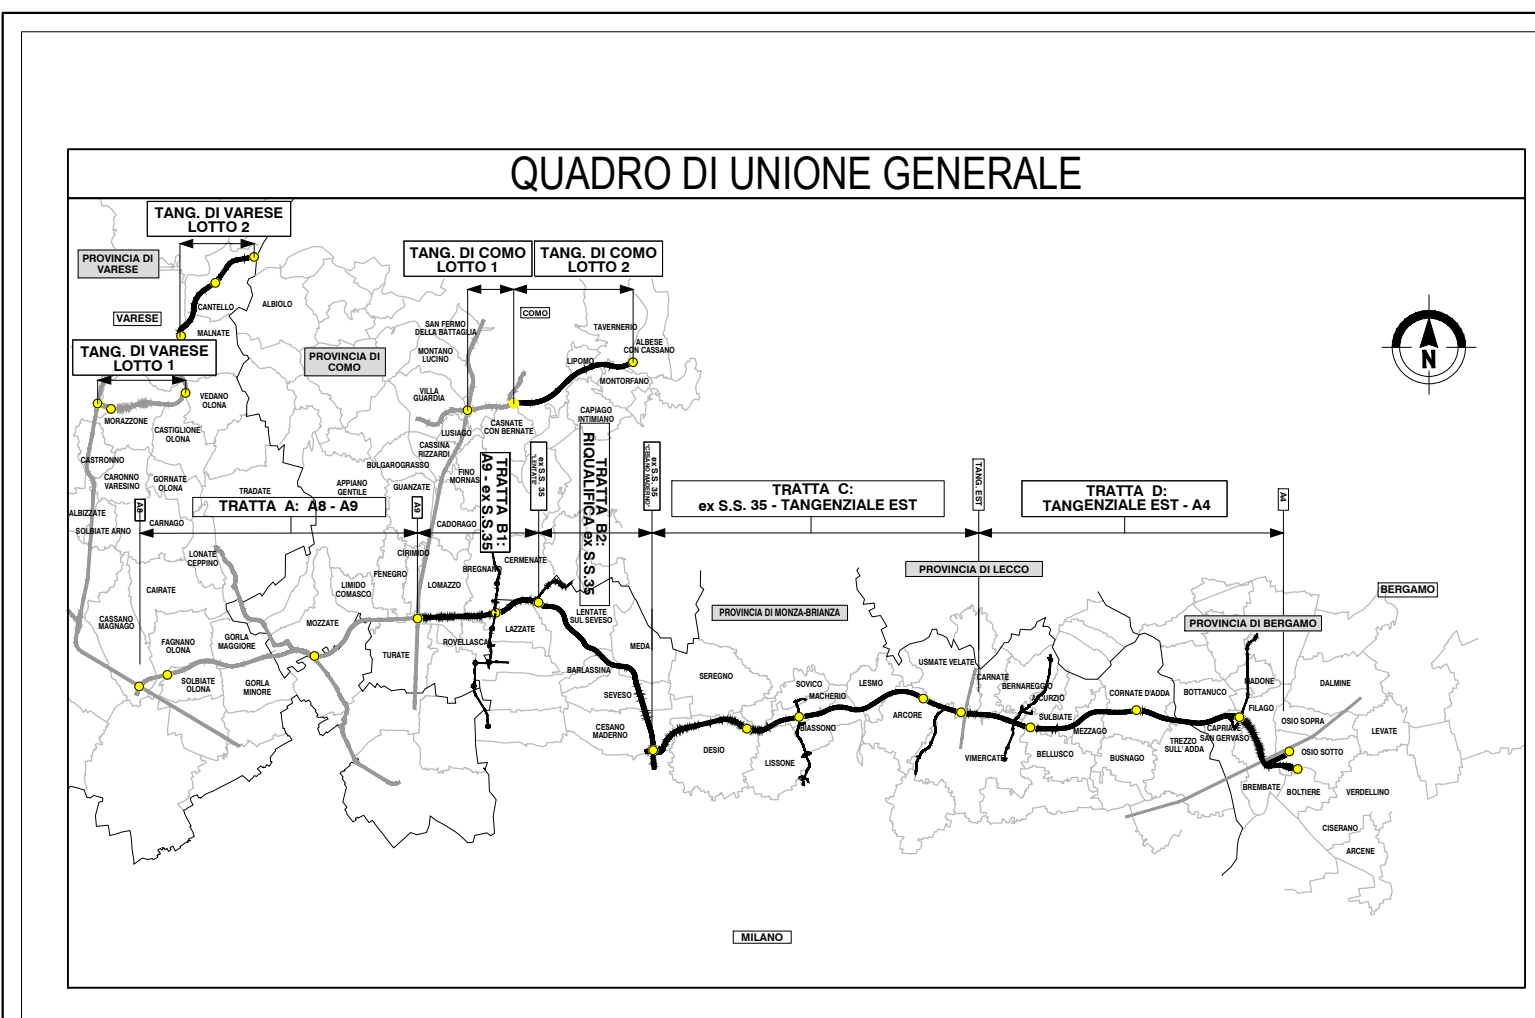 QUADRO DI UNIONE GENERALE
TANG. DI VARESE
LOTTO 2
PROVINCIA DI
VARESE
CANTELLO
ALBIOLO
VARESE
MALNATE
TANG. DI VARESE
LOTTO 1
PROVINCIA DI
COMO
TANG. DI COMO
LOTTO 1
TANG. DI COMO
LOTTO 2
COMO
SAN FERMO
DELLA BATTAGLIA
TAVERNERIO
MONTANO
LUCINO
ALBESE
CON CASSANO
LIPOMO
MONTORFANO
VILLA
GUARDIA
VEDANO
OLONA
MORAZZONE
CASTIGLIONE
OLONA
CAPIAGO
INTIMIANO
CASNATE
CON BERNATE
LUSIAGO
CASSINA
RIZZARDI
BULGAROGRASSO
FINO
MORNAS
CASTRONNO
CARONNO
VARESINO
GORNATE
OLONA
TRADATE
APPIANO
GENTILE
GUANZATE
TRATTA A: A8 - A9
A8
A9
TRATTA B1:
A9 - ex S.S.35
ex S.S. 35
"LENTATE"
TRATTA B2:
RIQUALIFICA ex S.S.35
ex S.S. 35
"CESANO MADERNO"
TRATTA C:
ex S.S. 35 - TANGENZIALE EST
TANG. EST
TRATTA D:
TANGENZIALE EST - A4
A4
N
ALBIZZATE
SOLBIATE ARNO
CARNAGO
CADORAGO
CIRIMIDO
CERMENATE
BREGNANO
LONATE
CEPPINO
FENEGRO
LOMAZZO
LIMIDO
COMASCO
CAIRATE
CASSANO
MAGNAGO
MOZZATE
FAGNANO
OLONA
GORLA
MAGGIORE
SOLBIATE
OLONA
GORLA
MINORE
TURATE
ROVELLASCA
LAZZATE
LENTATE
SUL SEVESO
BARLASSINA
MEDA
SEVESO
CESANO
MADERNO
PROVINCIA DI MONZA-BRIANZA
PROVINCIA DI LECCO
PROVINCIA DI BERGAMO
BERGAMO
SEREGNO
DESIO
SOVICO
MACHERIO
BIASSONO
LISSONE
LESMO
ARCORE
USMATE VELATE
CARNATE
BERNAREGGIO
AICURZIO
SULBIATE
VIMERCATE
BELLUSCO
MEZZAGO
CORNATE D'ADDA
BUSNAGO
TREZZO
SULL' ADDA
BOTTANUCO
CAPRIATE
SAN GERVASO
MADONE
FILAGO
DALMINE
OSIO SOPRA
OSIO SOTTO
LEVATE
BREMBATE
BOLTIERE
VERDELLINO
CISERANO
ARCENE
MILANO